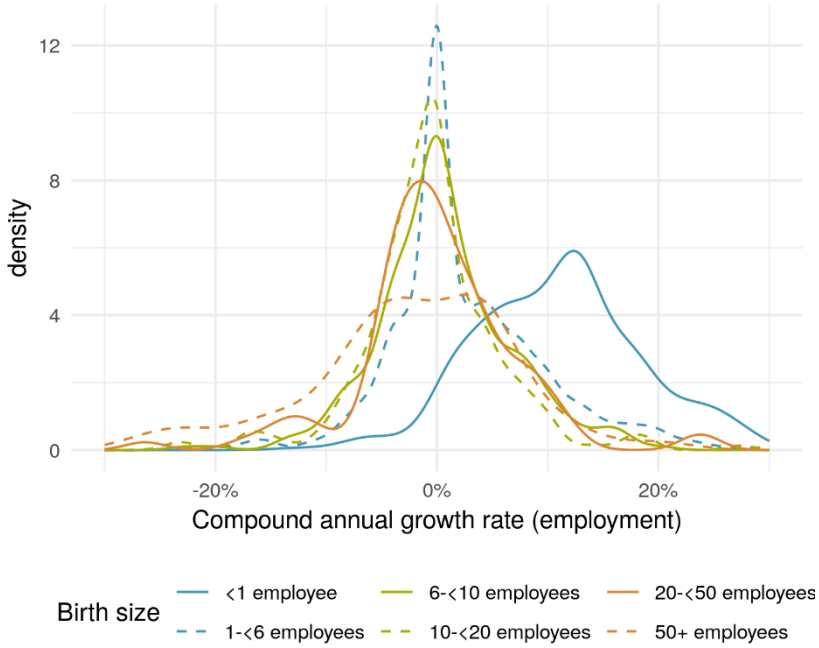 12
8
4
0
density
-20% 0% 20%
Compound annual growth rate (employment)
Birth size
<1 employee 6-<10 employees 20-<50 employees
1-<6 employees 10-<20 employees 50+ employees